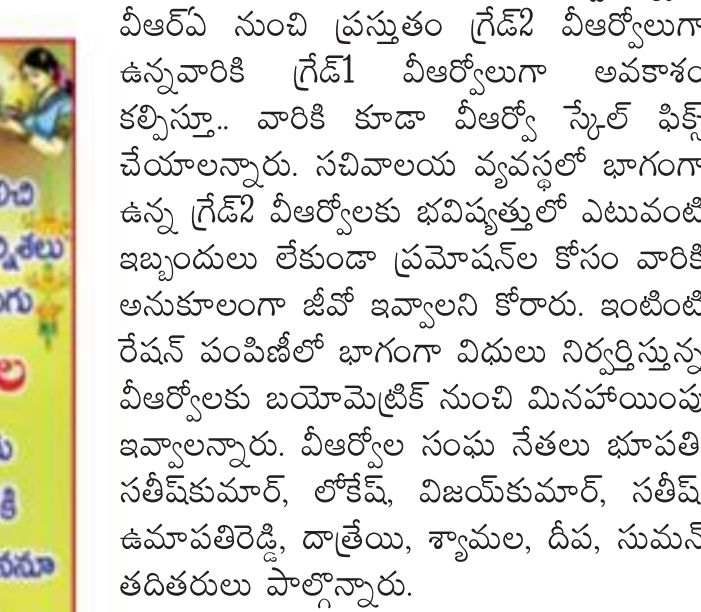 వీఆర్ఏ నుంచి ప్రస్తుతం గ్రేడ్2 వీఆర్వోలుగా
ఉన్నవారికి గ్రేడ్1 వీఆర్వోలుగా అవకాశం
కల్పిస్తూ.. వారికి కూడా వీఆర్వో స్కేల్ ఫిక్స్
చేయాలన్నారు. సచివాలయ వ్యవస్థలో భాగంగా
ఉన్న గ్రేడ్2 వీఆర్వోలకు భవిష్యత్తులో ఎటువంటి
ఇబ్బందులు లేకుండా ప్రమోషన్‌ల కోసం వారికి
అనుకూలంగా జీవో ఇవ్వాలని కోరారు. ఇంటింటి
రేషన్ పంపిణీలో భాగంగా విధులు నిర్వర్తిస్తున్న
వీఆర్వోలకు బయోమెట్రిక్ నుంచి మినహాయింపు
ఇవ్వాలన్నారు. వీఆర్వోల సంఘ నేతలు భూపతి
సతీష్‌కుమార్, లోకేష్, విజయ్‌కుమార్, సతీష్
ఉమాపతిరెడ్డి, దాత్రేయి, శ్యామల, దీప, సుమన్
తదితరులు పాల్గొన్నారు.